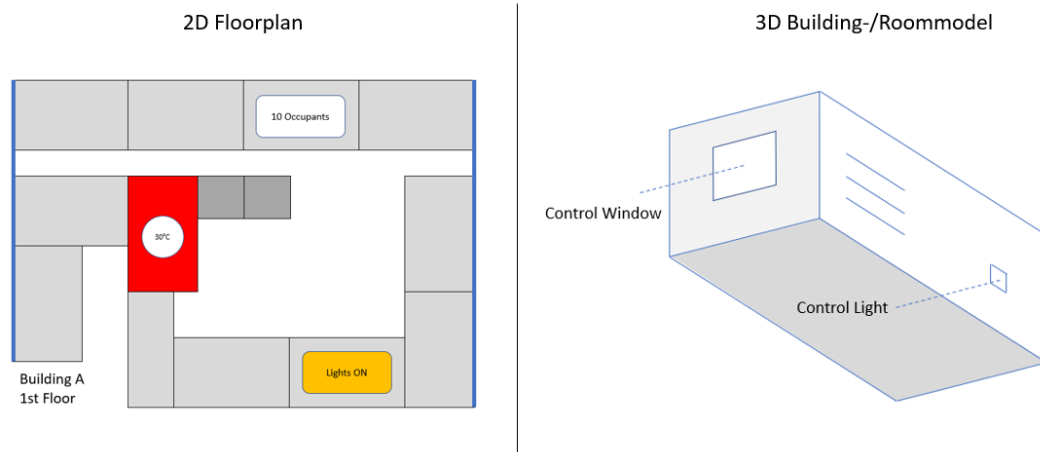 2D Floorplan
10 Occupants
30°C
Lights ON
Building A
1st Floor
3D Building-/Roommodel
Control Window
Control Light